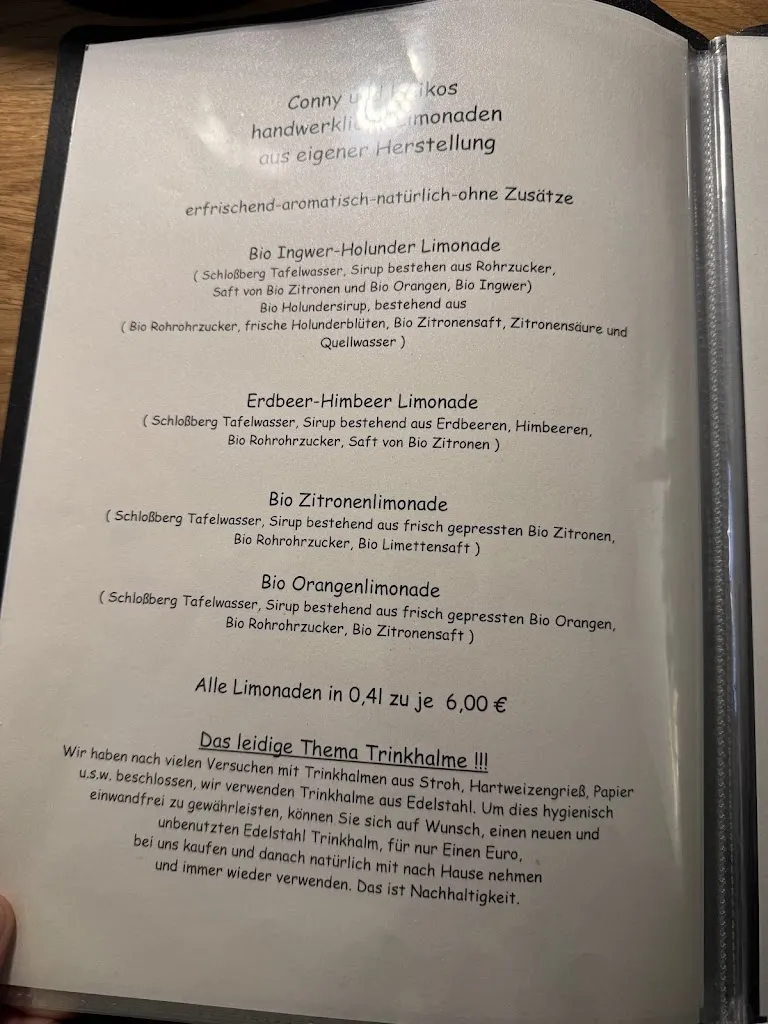 Conny
handwerkli
aus eigener Herstellung
erfrischend-aromatisch-natürlich-ohne Zusätze
Bio Ingwer-Holunder Limonade
( Schloßberg Tafelwasser, Sirup bestehen aus Rohrzucker,
Saft von Bio Zitronen und Bio Orangen, Bio Ingwer)
Bio Holundersirup, bestehend aus
( Bio Rohrohrzucker, frische Holunderblüten, Bio Zitronensaft, Zitronensäure und
Quellwasser )
Erdbeer-Himbeer Limonade
( Schloßberg Tafelwasser, Sirup bestehend aus Erdbeeren, Himbeeren,
Bio Rohrohrzucker, Saft von Bio Zitronen )
Bio Zitronenlimonade
( Schloßberg Tafelwasser, Sirup bestehend aus frisch gepressten Bio Zitronen,
Bio Rohrohrzucker, Bio Limettensaft )
Bio Orangenlimonade
( Schloßberg Tafelwasser, Sirup bestehend aus frisch gepressten Bio Orangen,
Bio Rohrohrzucker, Bio Zitronensaft )
Alle Limonaden in 0,4l zu je 6,00 €
Das leidige Thema Trinkhalme !!!
Wir haben nach vielen Versuchen mit Trinkhalmen aus Stroh, Hartweizengrieß, Papier
u.s.w. beschlossen, wir verwenden Trinkhalme aus Edelstahl. Um dies hygienisch
einwandfrei zu gewährleisten, können Sie sich auf Wunsch, einen neuen und
unbenutzten Edelstahl Trinkhalm, für nur Einen Euro,
bei uns kaufen und danach natürlich mit nach Hause nehmen
und immer wieder verwenden. Das ist Nachhaltigkeit.